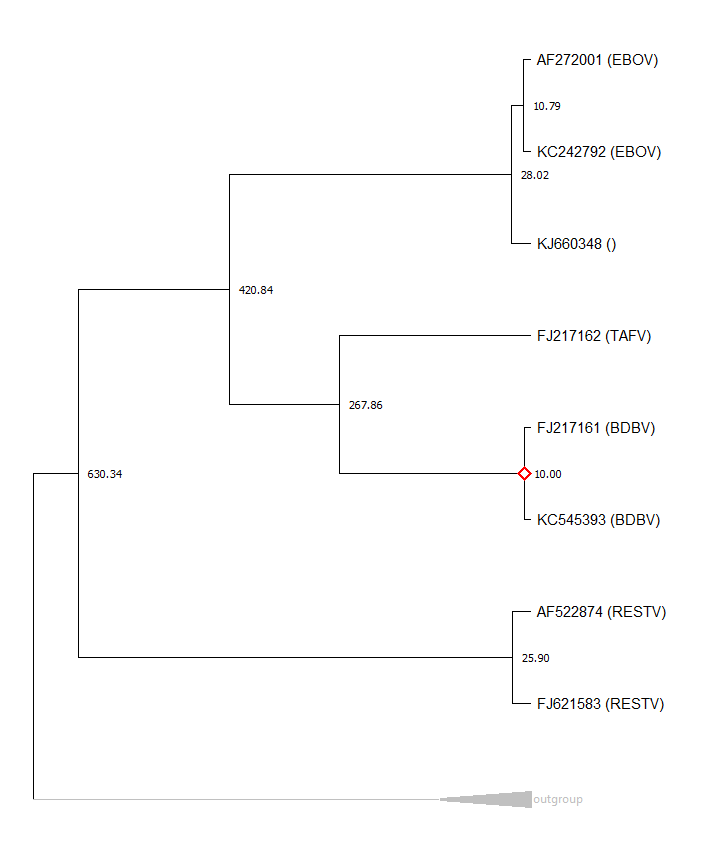 AF272001 (EBOV)
10.79
KC242792 (EBOV)
28.02
KJ660348 ()
420.84
FJ217162 (TAFV)
267.86
FJ217161 (BDBV)
630.34
10.00
KC545393 (BDBV)
AF522874 (RESTV)
25.90
FJ621583 (RESTV)
outgroup